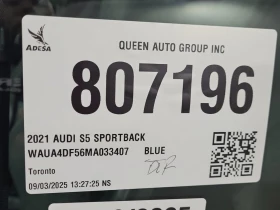 ADESA
QUEEN AUTO GROUP INC
807196
2021 AUDI S5 SPORTBACK
WAUA4DF56MA033407 BLUE
Toronto
09/03/2025 13:27:25 NS